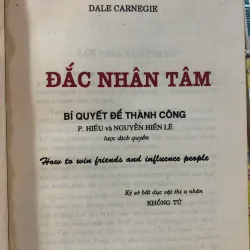 DALE CARNEGIE
ĐẮC NHÂN TÂM
BÍ QUYẾT ĐỂ THÀNH CÔNG
P. HIẾU và NGUYỄN HIẾN LÊ
lược dịch quyển
How to win friends and influence people
Kỷ sở bất dục vật thi ư nhân
KHỔNG TỬ